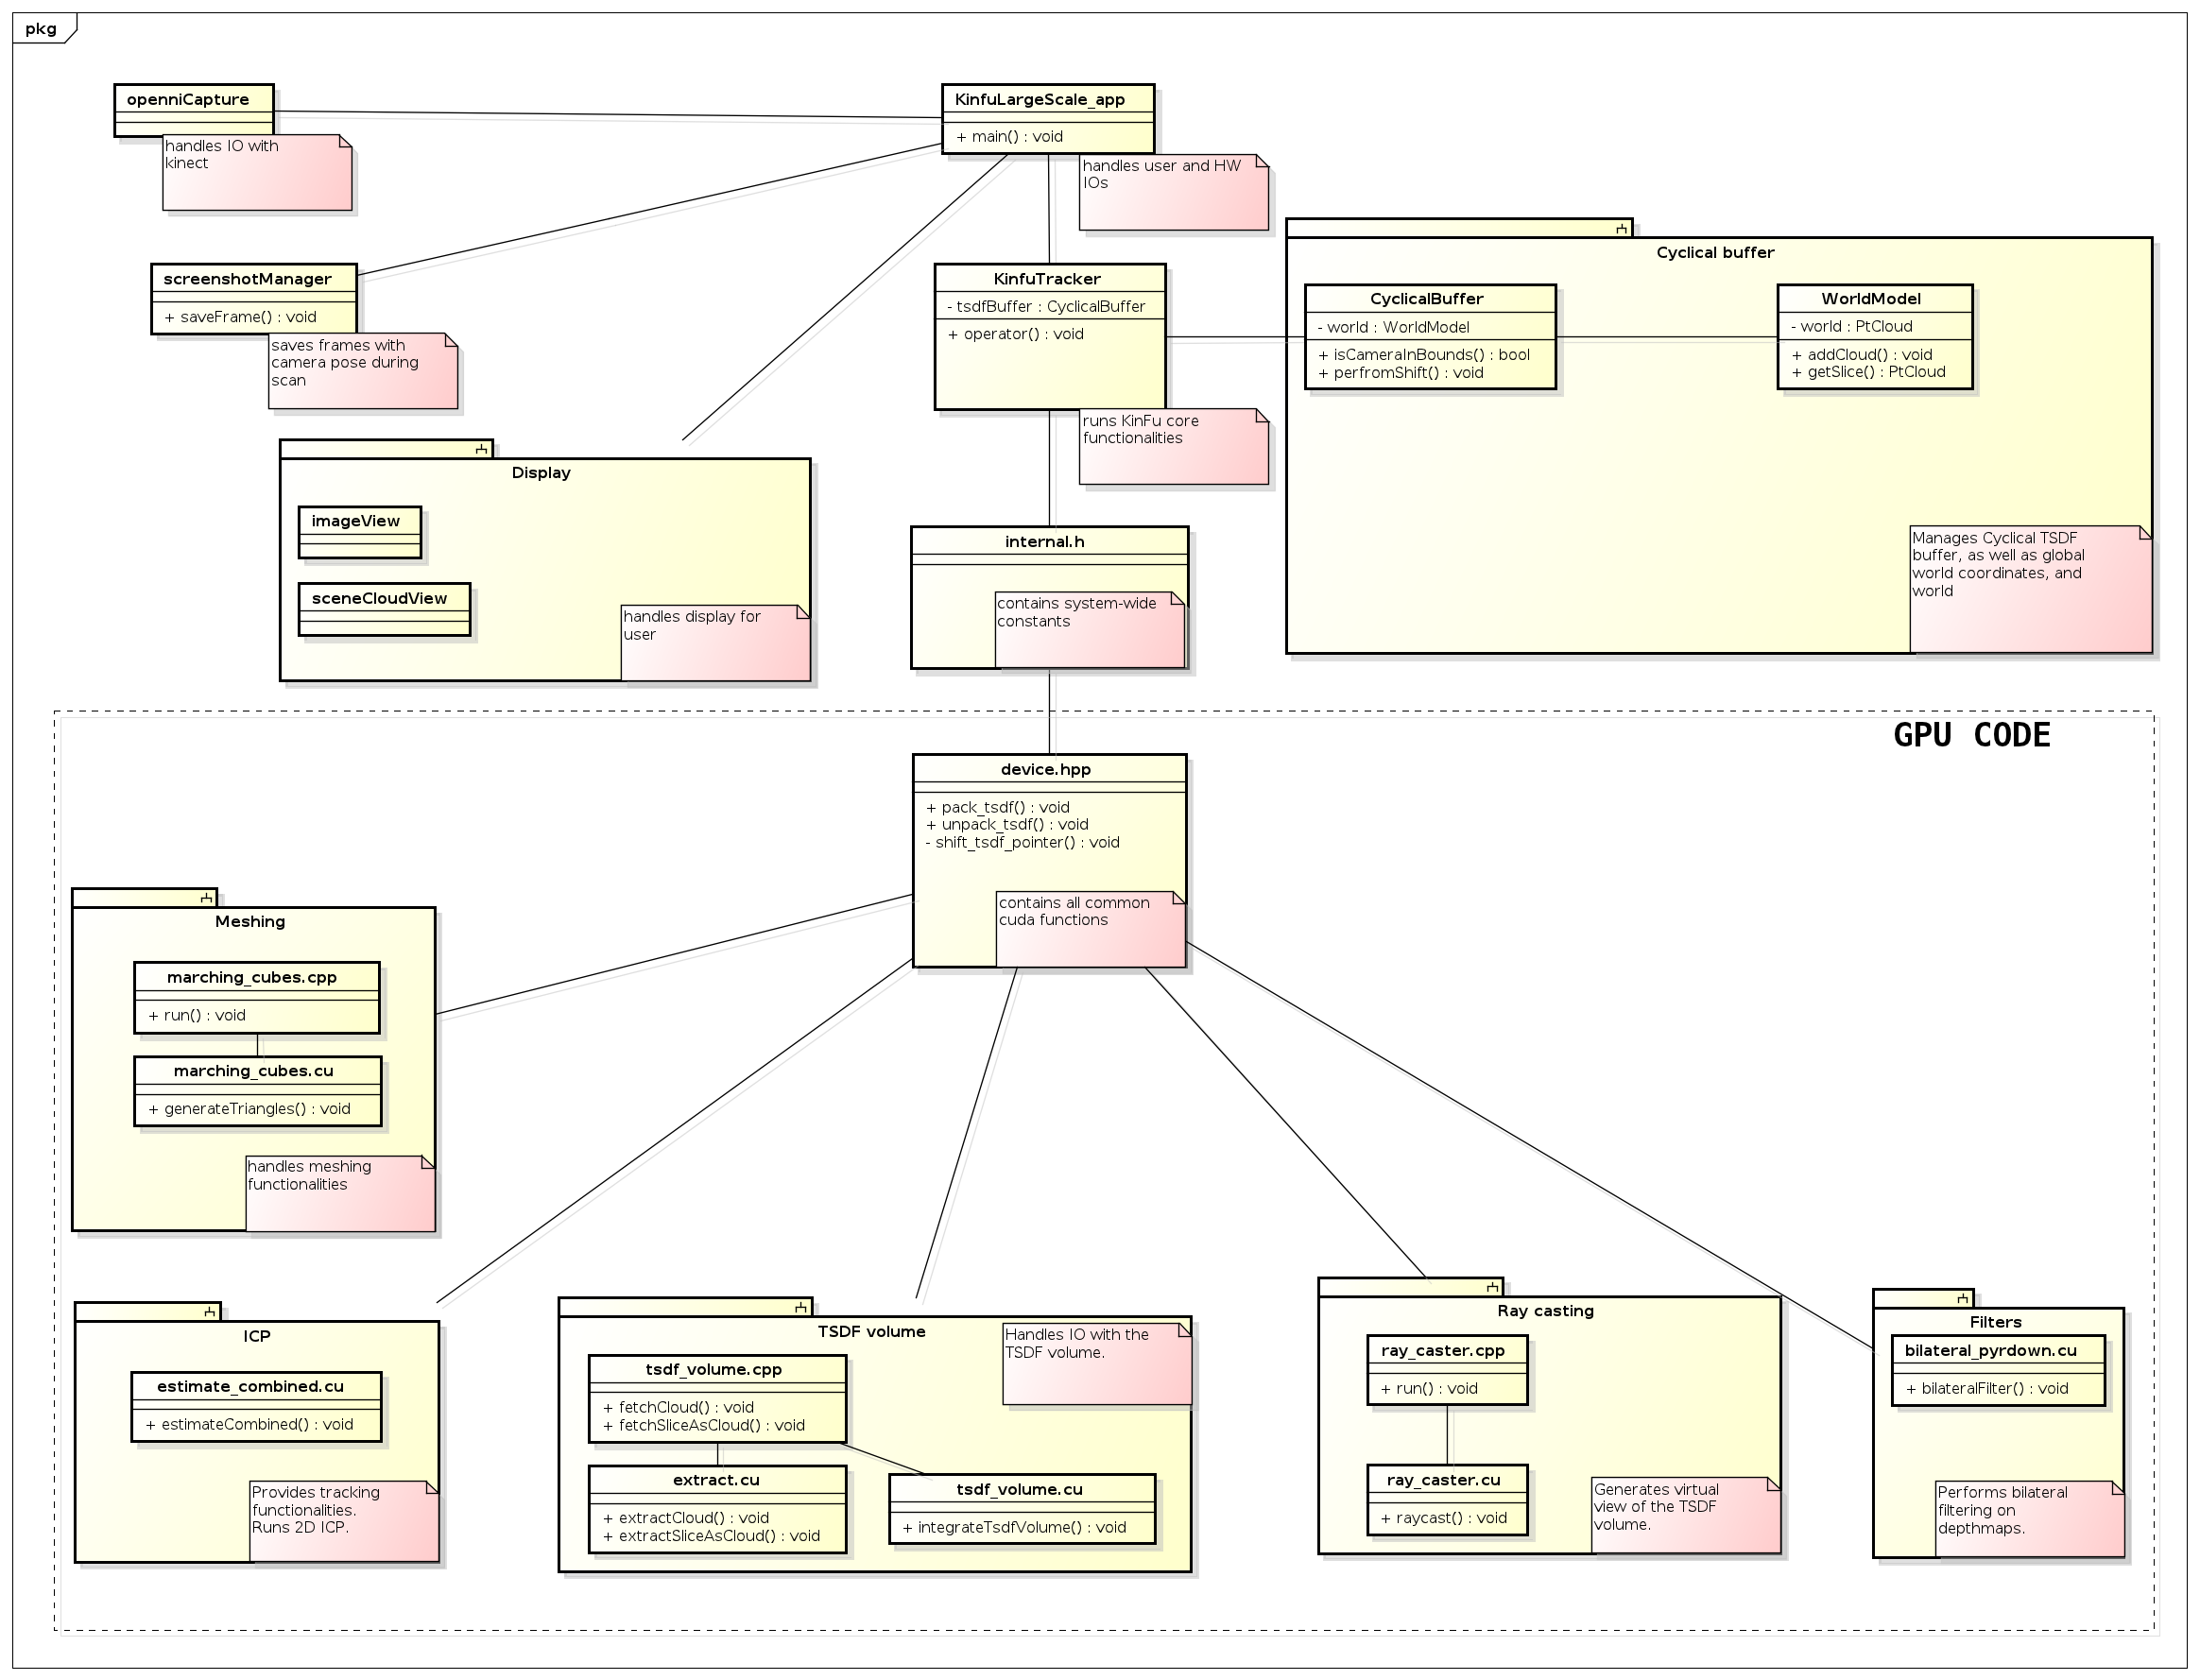 pkg
openniCapture
handles IO with
kinect
KinfuLargeScale_app
+ main() : void
handles user and HW
IOs
screenshotManager
+ saveFrame() : void
saves frames with
camera pose during
scan
KinfuTracker
- tsdfBuffer : CyclicalBuffer
+ operator() : void
runs KinFu core
functionalities
Cyclical buffer
CyclicalBuffer
- world : WorldModel
+ isCameraInBounds() : bool
+ perfromShift() : void
WorldModel
- world : PtCloud
+ addCloud() : void
+ getSlice() : PtCloud
Manages Cyclical TSDF
buffer, as well as global
world coordinates, and
world
Display
imageView
sceneCloudView
handles display for
user
internal.h
contains system-wide
constants
GPU CODE
device.hpp
+ pack_tsdf() : void
+ unpack_tsdf() : void
- shift_tsdf_pointer() : void
contains all common
cuda functions
Meshing
marching_cubes.cpp
+ run() : void
marching_cubes.cu
+ generateTriangles() : void
handles meshing
functionalities
ICP
estimate_combined.cu
+ estimateCombined() : void
Provides tracking
functionalities.
Runs 2D ICP.
TSDF volume
Handles IO with the
TSDF volume.
tsdf_volume.cpp
+ fetchCloud() : void
+ fetchSliceAsCloud() : void
extract.cu
+ extractCloud() : void
+ extractSliceAsCloud() : void
tsdf_volume.cu
+ integrateTsdfVolume() : void
Ray casting
ray_caster.cpp
+ run() : void
ray_caster.cu
+ raycast() : void
Generates virtual
view of the TSDF
volume.
Filters
bilateral_pyrdown.cu
+ bilateralFilter() : void
Performs bilateral
filtering on
depthmaps.